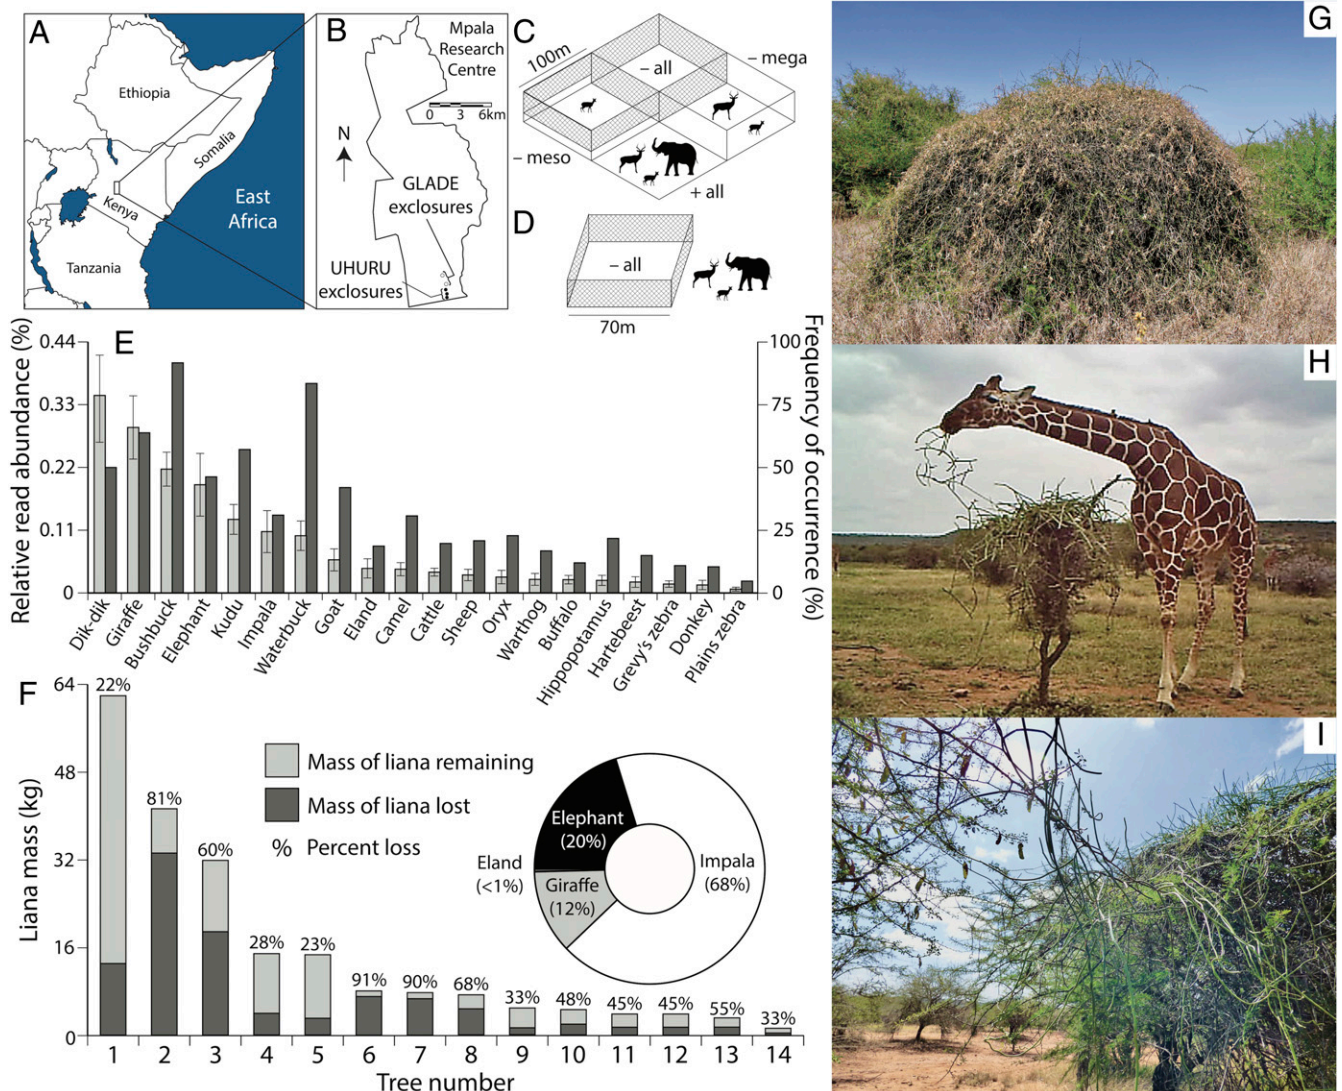 A
Ethiopia
Somalia
Kenya
East
Africa
Tanzania
B
Mpala
Research
Centre
0 3 6km
N
GLADE
exclosures
UHURU
exclosures
C
100m
– all
– mega
– meso
+ all
D
– all
70m
E
Relative read abundance (%)
0.44
0.33
0.22
0.11
0
Frequency of occurrence (%)
100
75
50
25
0
Dik-dik
Giraffe
Bushbuck
Elephant
Kudu
Impala
Waterbuck
Goat
Eland
Camel
Cattle
Sheep
Oryx
Warthog
Buffalo
Hippopotamus
Hartebeest
Grevy's zebra
Donkey
Plains zebra
F
Liana mass (kg)
64
48
32
16
0
22%
81%
60%
28%
23%
91%
90%
68%
33%
48%
45%
45%
55%
33%
Mass of liana remaining
Mass of liana lost
% Percent loss
Elephant
(20%)
Eland
(<1%)
Giraffe
(12%)
Impala
(68%)
1 2 3 4 5 6 7 8 9 10 11 12 13 14
Tree number
G
H
I